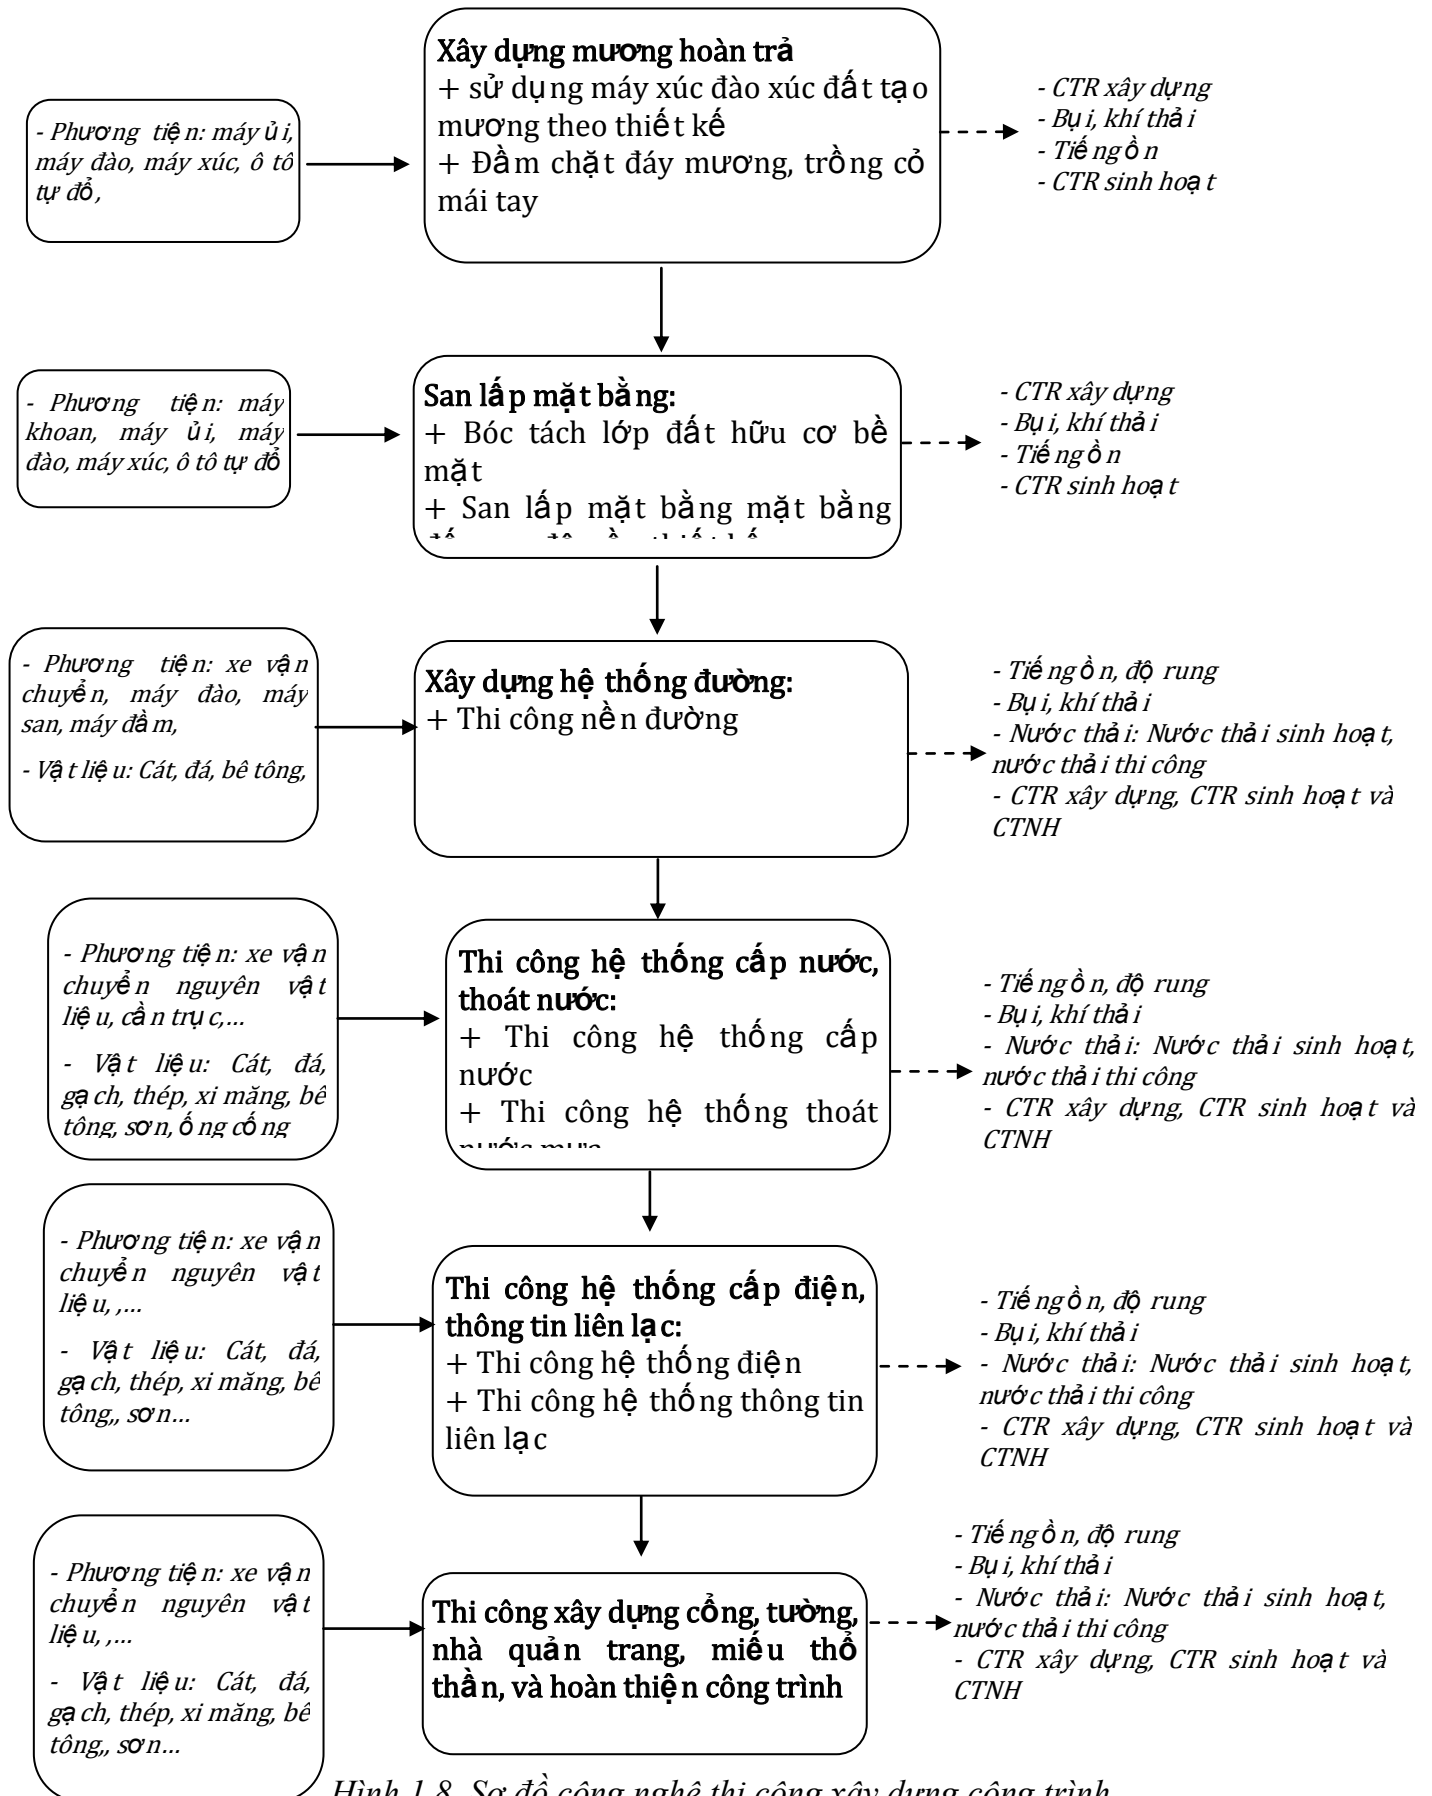 - Phương tiện: máy ủi,
máy đào, máy xúc, ô tô
tự đổ,
Xây dựng mương hoàn trả
+ sử dụng máy xúc đào xúc đất tạo
mương theo thiết kế
+ Đầm chặt đáy mương, trồng cỏ
mái tay
- CTR xây dựng
- Bụi, khí thải
- Tiếng ồn
- CTR sinh hoạt
- Phương tiện: máy
khoan, máy ủi, máy
đào, máy xúc, ô tô tự đổ
San lấp mặt bằng:
+ Bóc tách lớp đất hữu cơ bề
mặt
+ San lấp mặt bằng mặt bằng
- CTR xây dựng
- Bụi, khí thải
- Tiếng ồn
- CTR sinh hoạt
- Phương tiện: xe vận
chuyển, máy đào, máy
san, máy đầm,
- Vật liệu: Cát, đá, bê tông,
Xây dựng hệ thống đường:
+ Thi công nền đường
- Tiếng ồn, độ rung
- Bụi, khí thải
- Nước thải: Nước thải sinh hoạt,
nước thải thi công
- CTR xây dựng, CTR sinh hoạt và
CTNH
- Phương tiện: xe vận
chuyển nguyên vật
liệu, cần trục,...
- Vật liệu: Cát, đá,
gạch, thép, xi măng, bê
tông, sơn, ống cống
Thi công hệ thống cấp nước,
thoát nước:
+ Thi công hệ thống cấp
nước
+ Thi công hệ thống thoát
nước mưa
- Tiếng ồn, độ rung
- Bụi, khí thải
- Nước thải: Nước thải sinh hoạt,
nước thải thi công
- CTR xây dựng, CTR sinh hoạt và
CTNH
- Phương tiện: xe vận
chuyển nguyên vật
liệu, ,...
- Vật liệu: Cát, đá,
gạch, thép, xi măng, bê
tông,, sơn...
Thi công hệ thống cấp điện,
thông tin liên lạc:
+ Thi công hệ thống điện
+ Thi công hệ thống thông tin
liên lạc
- Tiếng ồn, độ rung
- Bụi, khí thải
- Nước thải: Nước thải sinh hoạt,
nước thải thi công
- CTR xây dựng, CTR sinh hoạt và
CTNH
- Phương tiện: xe vận
chuyển nguyên vật
liệu, ,...
- Vật liệu: Cát, đá,
gạch, thép, xi măng, bê
tông,, sơn...
Thi công xây dựng cổng, tường,
nhà quản trang, miếu thổ
thần, và hoàn thiện công trình
- Tiếng ồn, độ rung
- Bụi, khí thải
- Nước thải: Nước thải sinh hoạt,
nước thải thi công
- CTR xây dựng, CTR sinh hoạt và
CTNH
Hình 1.8. Sơ đồ công nghệ thi công xây dựng công trình